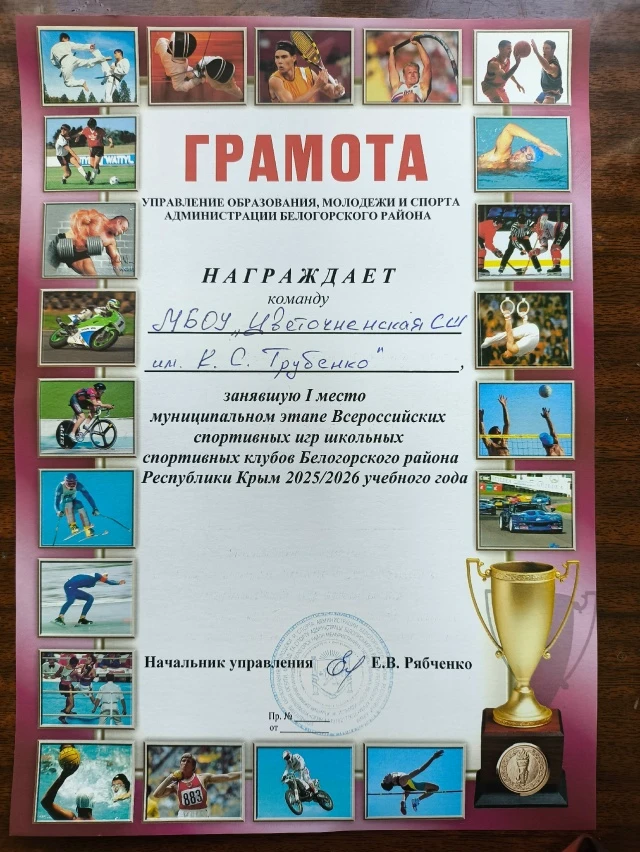 ГРАМОТА
УПРАВЛЕНИЕ ОБРАЗОВАНИЯ, МОЛОДЕЖИ И СПОРТА
АДМИНИСТРАЦИИ БЕЛОГОРСКОГО РАЙОНА
НАГРАЖДАЕТ
команду
МБОУ „Цветочненская СШ
им. К. С. Трубенко",
занявшую I место
муниципальном этапе Всероссийских
спортивных игр школьных
спортивных клубов Белогорского района
Республики Крым 2025/2026 учебного года
Начальник управления Е.В. Рябченко
Пр. №
от
883